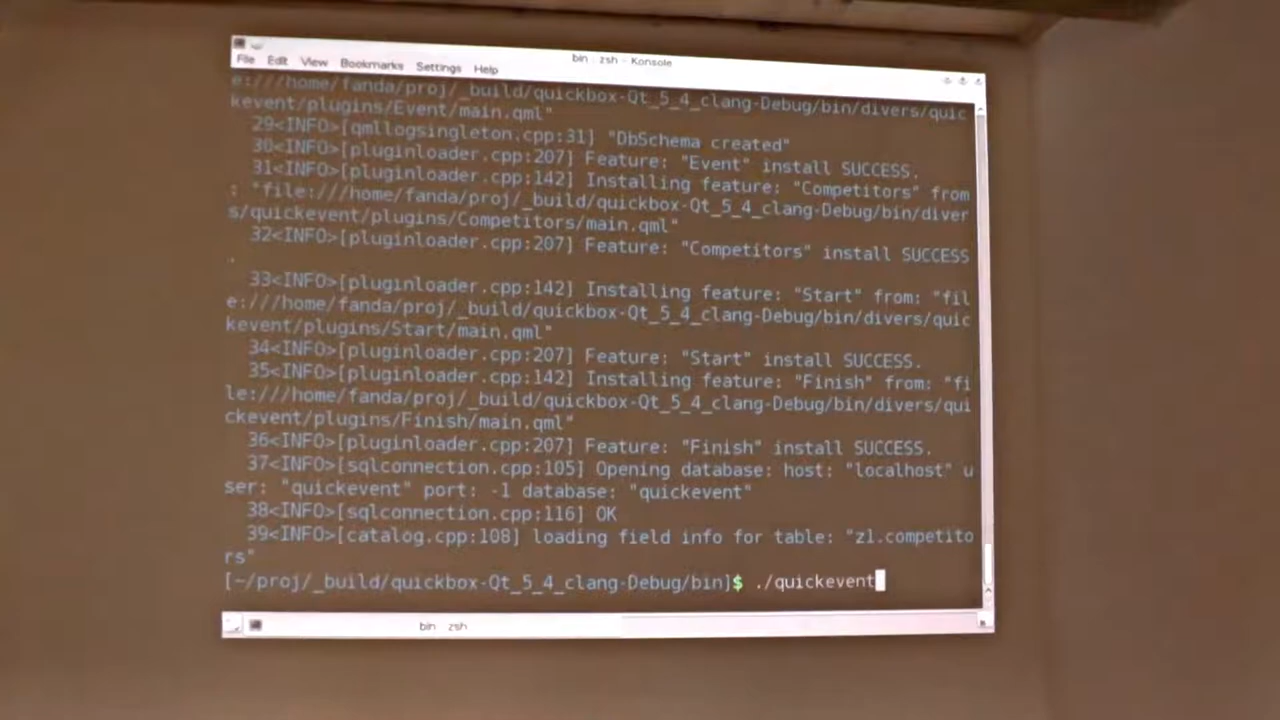 bin : zsh – Konsole
File Edit View Bookmarks Settings Help
e:///home/fanda/proj/_build/quickbox-Qt_5_4_clang-Debug/bin/divers/quic
kevent/plugins/Event/main.qml"
29<INFO>[qmllogsingleton.cpp:31] "DbSchema created"
30<INFO>[pluginloader.cpp:207] Feature: "Event" install SUCCESS.
31<INFO>[pluginloader.cpp:142] Installing feature: "Competitors" from
: "file:///home/fanda/proj/_build/quickbox-Qt_5_4_clang-Debug/bin/diver
s/quickevent/plugins/Competitors/main.qml"
32<INFO>[pluginloader.cpp:207] Feature: "Competitors" install SUCCESS
.
33<INFO>[pluginloader.cpp:142] Installing feature: "Start" from: "fil
e:///home/fanda/proj/_build/quickbox-Qt_5_4_clang-Debug/bin/divers/quic
kevent/plugins/Start/main.qml"
34<INFO>[pluginloader.cpp:207] Feature: "Start" install SUCCESS.
35<INFO>[pluginloader.cpp:142] Installing feature: "Finish" from: "fi
le:///home/fanda/proj/_build/quickbox-Qt_5_4_clang-Debug/bin/divers/qui
ckevent/plugins/Finish/main.qml"
36<INFO>[pluginloader.cpp:207] Feature: "Finish" install SUCCESS.
37<INFO>[sqlconnection.cpp:105] Opening database: host: "localhost" u
ser: "quickevent" port: -1 database: "quickevent"
38<INFO>[sqlconnection.cpp:116] OK
39<INFO>[catalog.cpp:108] loading field info for table: "z1.competito
rs"
[~/proj/_build/quickbox-Qt_5_4_clang-Debug/bin]$ ./quickevent
bin : zsh